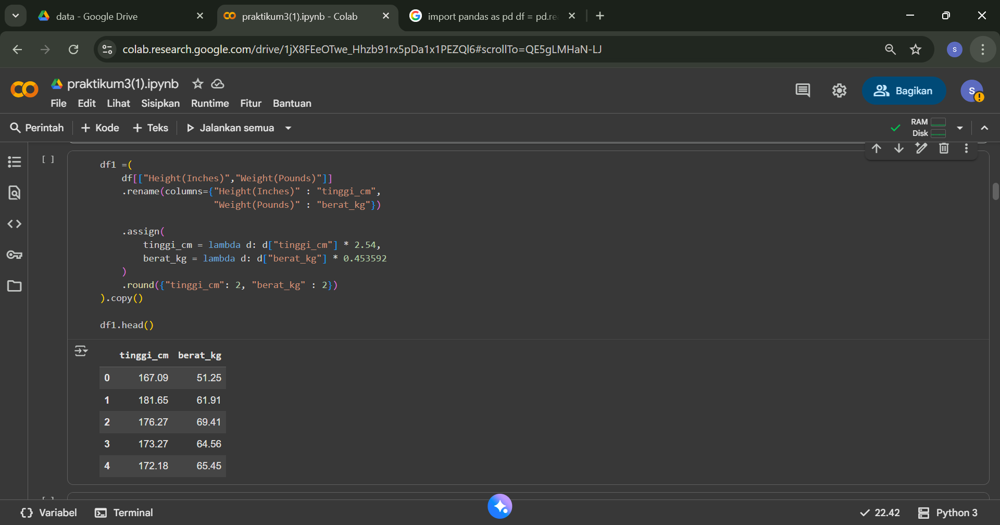 data - Google Drive
praktikum3(1).ipynb - Colab
import pandas as pd df = pd.re
colab.research.google.com/drive/1jX8FEeOTwe_Hhzb91rx5pDa1x1PEZQl6#scrollTo=QE5gLMHaN-LJ
S
praktikum3(1).ipynb
File Edit Lihat Sisipkan Runtime Fitur Bantuan
Bagikan
S
Perintah + Kode + Teks Jalankan semua
RAM
Disk
[ ]
df1 =(
    df[["Height(Inches)","Weight(Pounds)"]]
    .rename(columns={"Height(Inches)" : "tinggi_cm",
                     "Weight(Pounds)" : "berat_kg"})
    .assign(
        tinggi_cm = lambda d: d["tinggi_cm"] * 2.54,
        berat_kg = lambda d: d["berat_kg"] * 0.453592
    )
    .round({"tinggi_cm": 2, "berat_kg" : 2})
).copy()
df1.head()
tinggi_cm berat_kg
0 167.09 51.25
1 181.65 61.91
2 176.27 69.41
3 173.27 64.56
4 172.18 65.45
[ ]
{} Variabel Terminal
22.42 Python 3